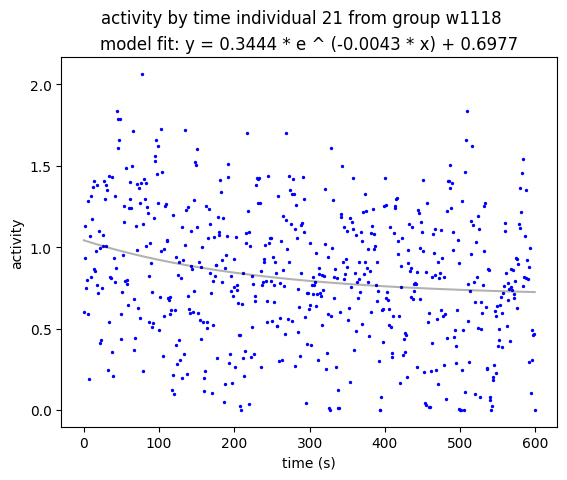 activity by time individual 21 from group w1118
model fit: y = 0.3444 * e ^ (-0.0043 * x) + 0.6977
2.0
1.5
1.0
0.5
0.0
activity
0 100 200 300 400 500 600
time (s)